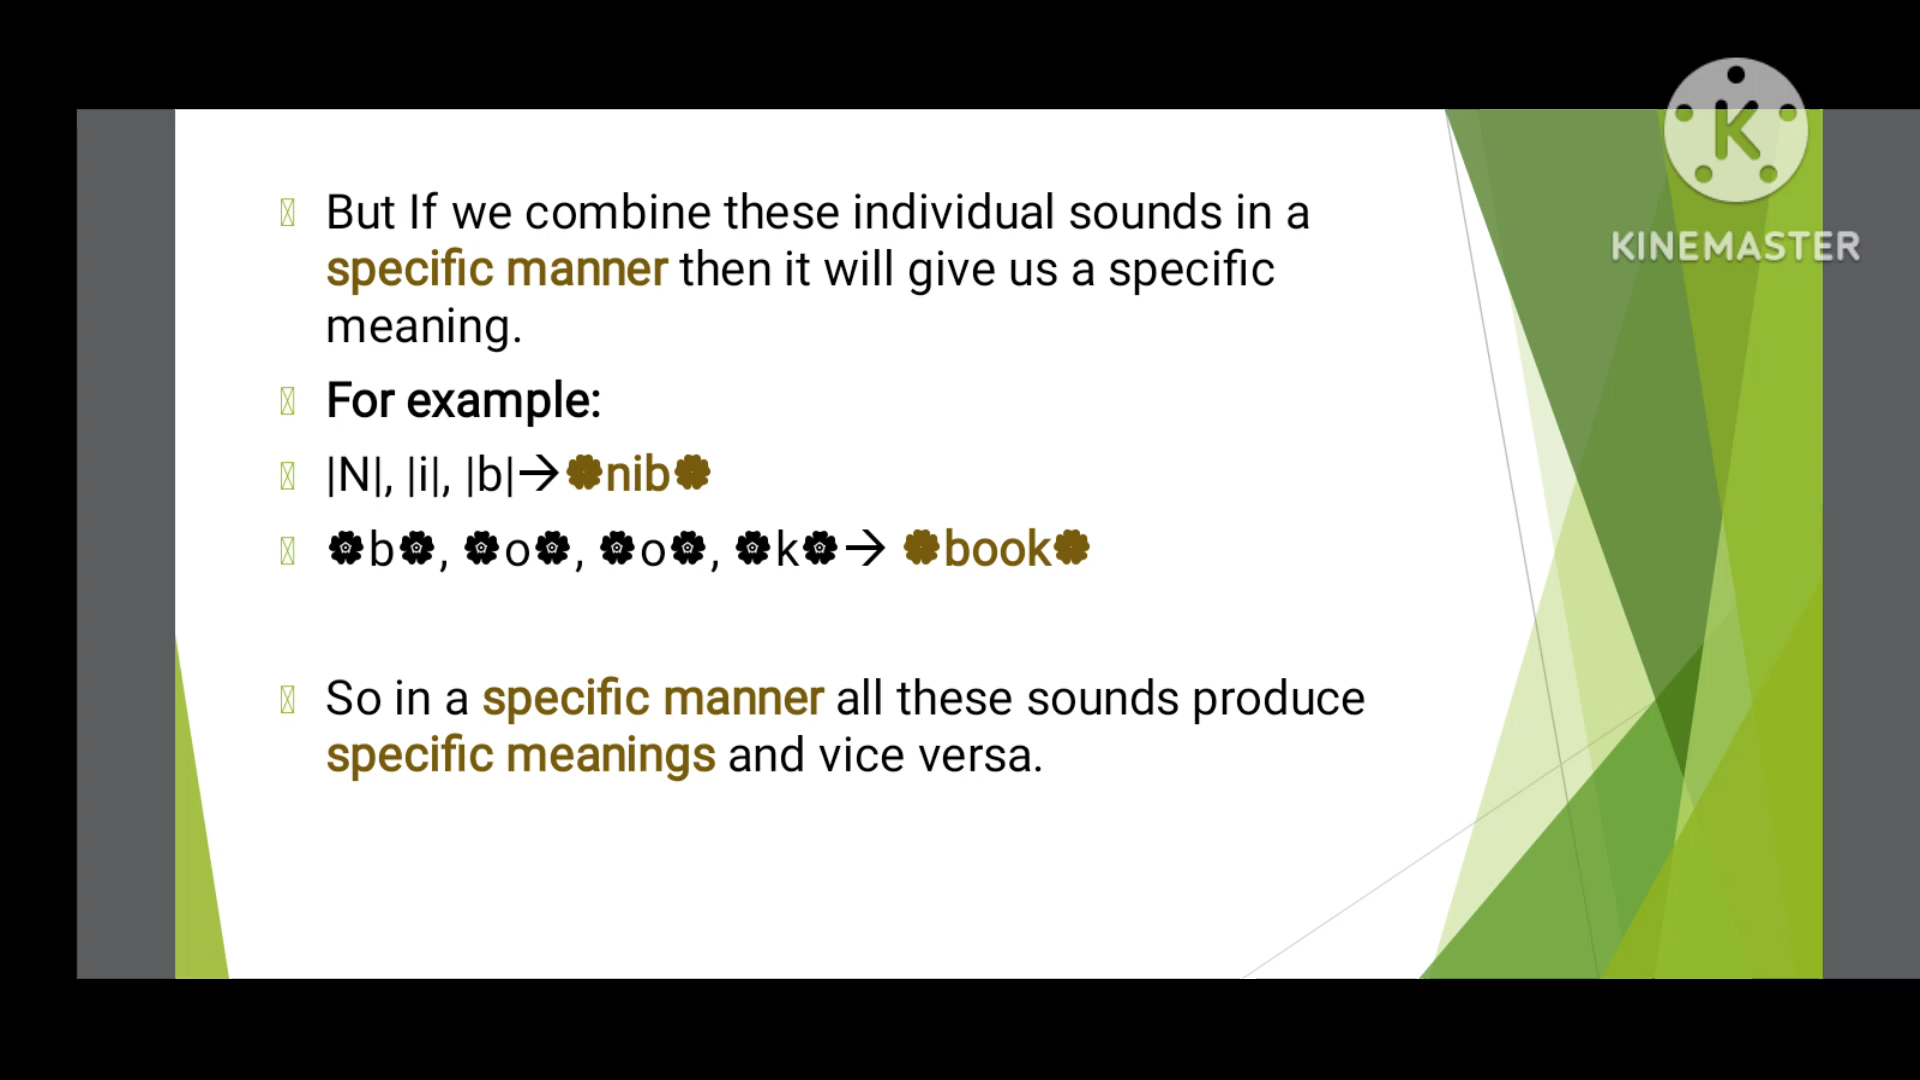 But If we combine these individual sounds in a
specific manner then it will give us a specific
meaning.
For example:
|N|, |i|, |b|→nib
b, o, o, k→ book
So in a specific manner all these sounds produce
specific meanings and vice versa.
K
KINEMASTER